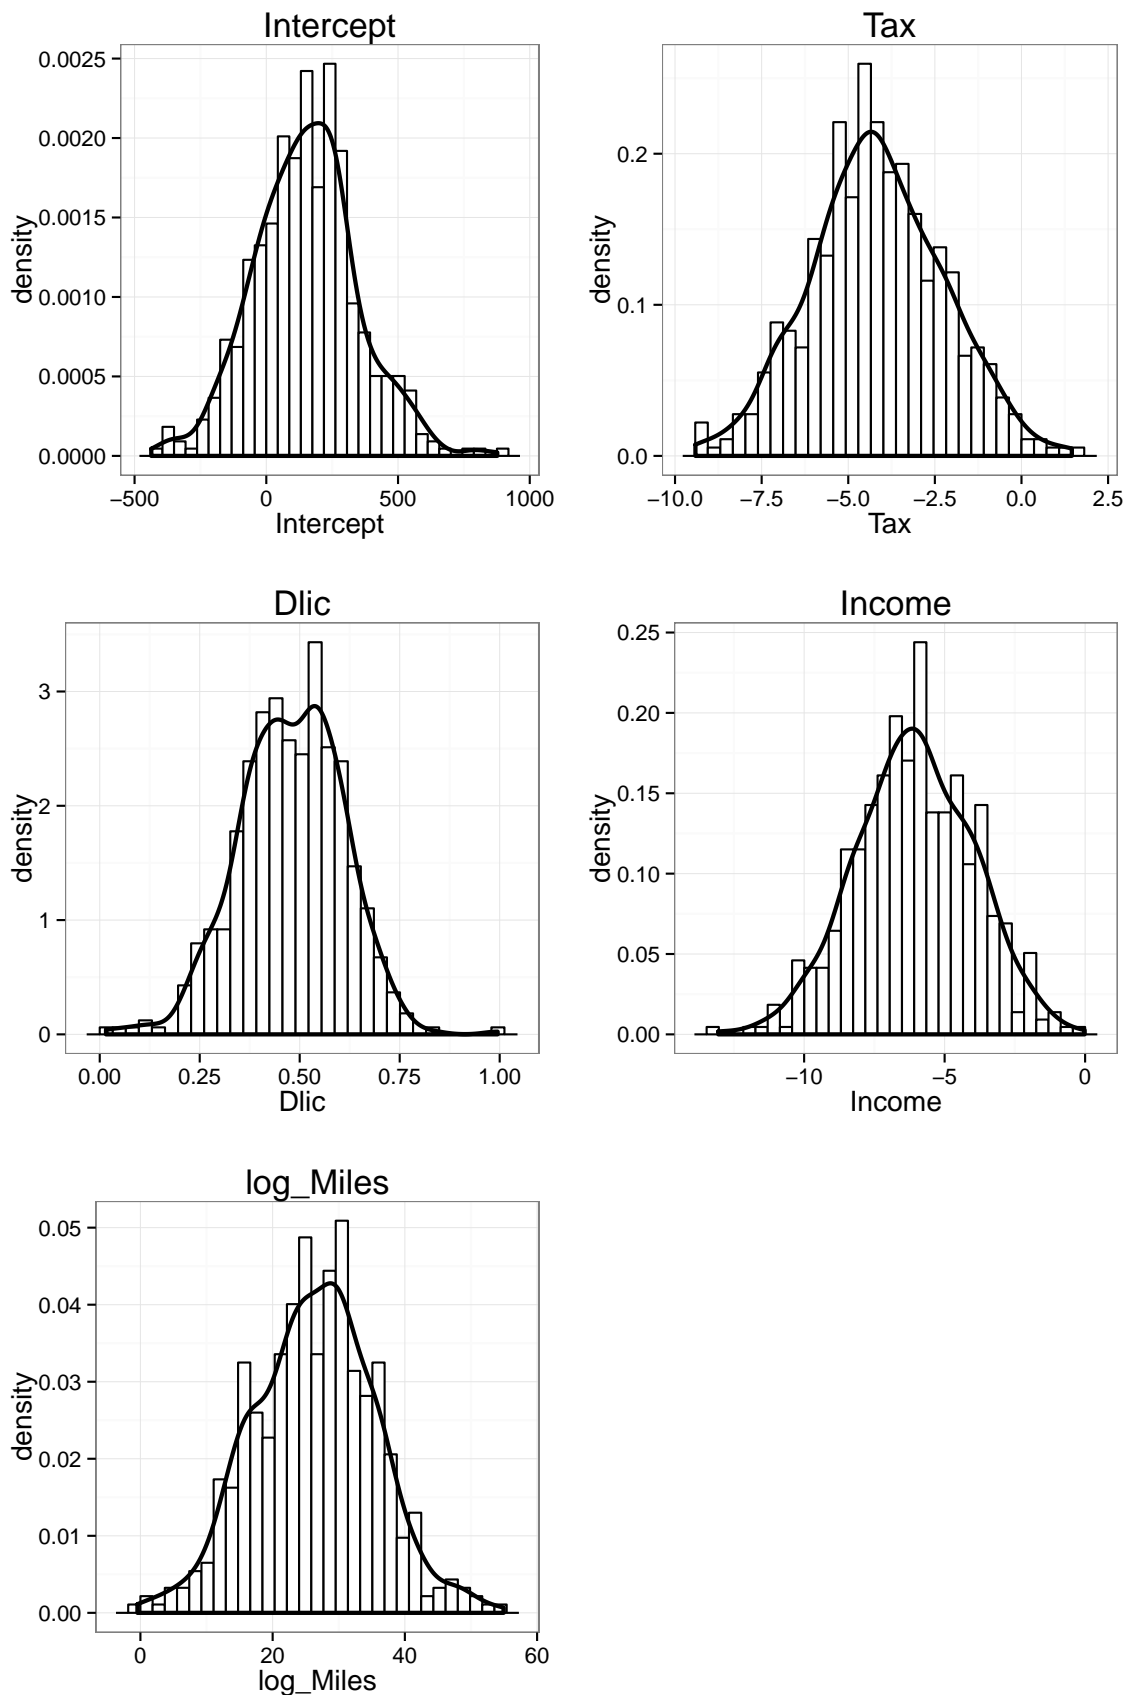 Intercept
0.0025
0.0020
0.0015
0.0010
0.0005
0.0000
density
−500 0 500 1000
Intercept
Tax
0.2
0.1
0.0
density
−10.0 −7.5 −5.0 −2.5 0.0 2.5
Tax
Dlic
3
2
1
0
density
0.00 0.25 0.50 0.75 1.00
Dlic
Income
0.25
0.20
0.15
0.10
0.05
0.00
density
−10 −5 0
Income
log_Miles
0.05
0.04
0.03
0.02
0.01
0.00
density
0 20 40 60
log_Miles